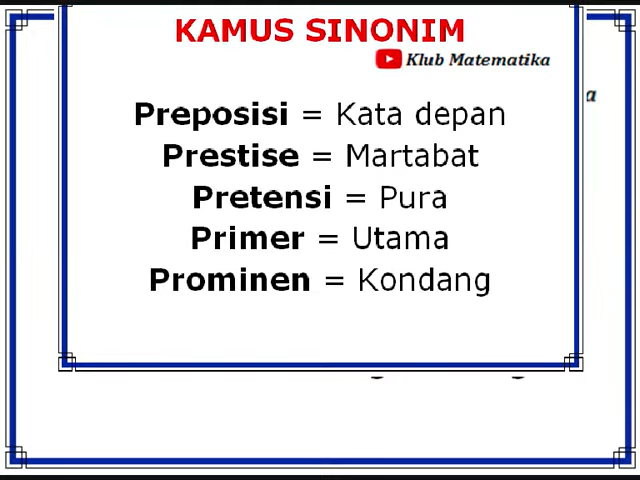 KAMUS SINONIM
Klub Matematika
Preposisi = Kata depan
Prestise = Martabat
Pretensi = Pura
Primer = Utama
Prominen = Kondang